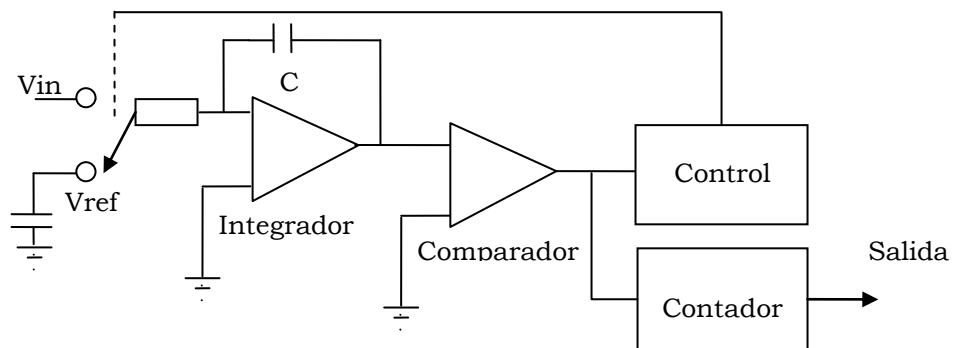 Vin
C
Vref
Integrador
Comparador
Control
Contador
Salida